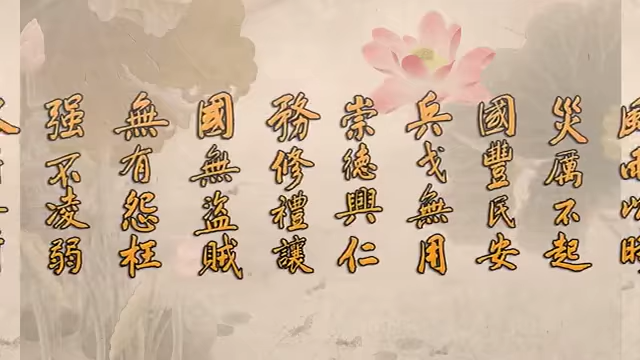 災厲不起
國豐民安
兵戈無用
崇德興仁
務修禮讓
國無盜賊
無有怨枉
强不凌弱